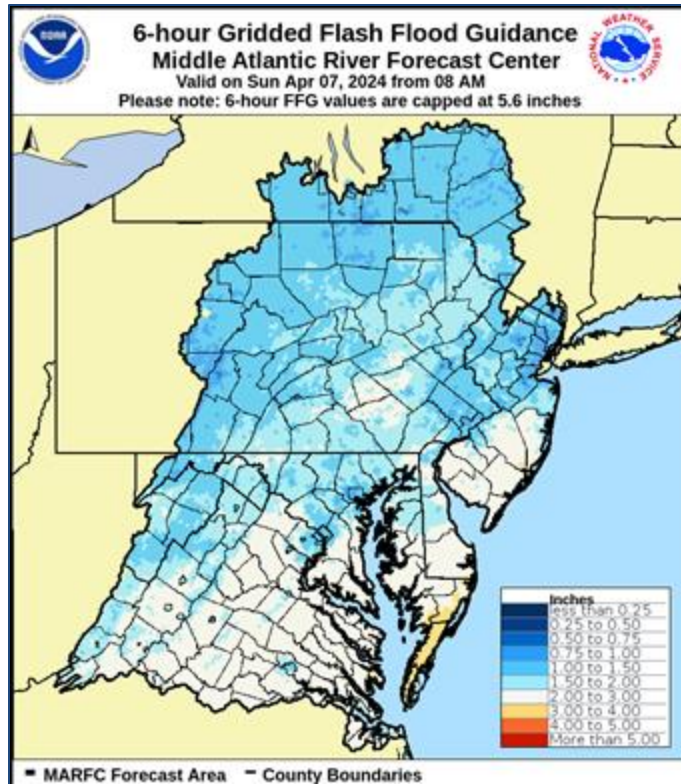 6-hour Gridded Flash Flood Guidance
Middle Atlantic River Forecast Center
Valid on Sun Apr 07, 2024 from 08 AM
Please note: 6-hour FFG values are capped at 5.6 inches
NOAA
NATIONAL WEATHER SERVICE
Inches
less than 0.25
0.25 to 0.50
0.50 to 0.75
0.75 to 1.00
1.00 to 1.50
1.50 to 2.00
2.00 to 3.00
3.00 to 4.00
4.00 to 5.00
More than 5.00
MARFC Forecast Area
County Boundaries